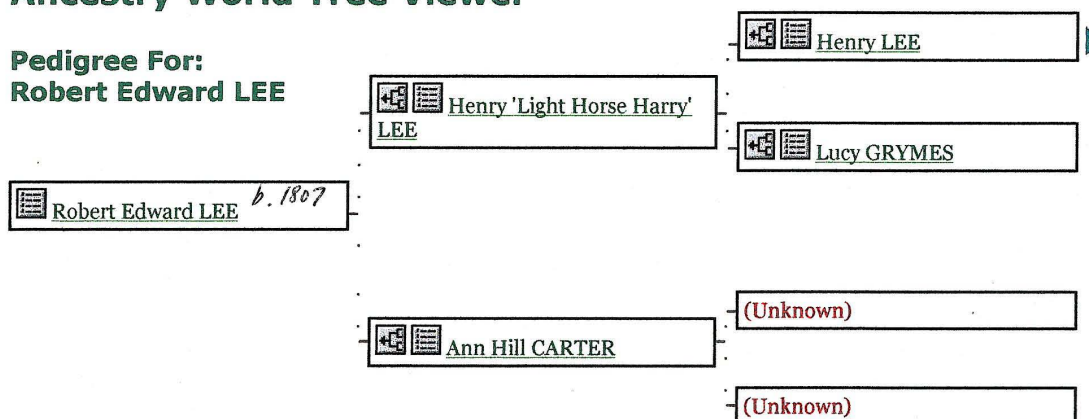 Ancestry World Tree Viewer
Pedigree For:
Robert Edward LEE
Henry LEE
Henry 'Light Horse Harry'
LEE
Lucy GRYMES
Robert Edward LEE b. 1807
(Unknown)
Ann Hill CARTER
(Unknown)